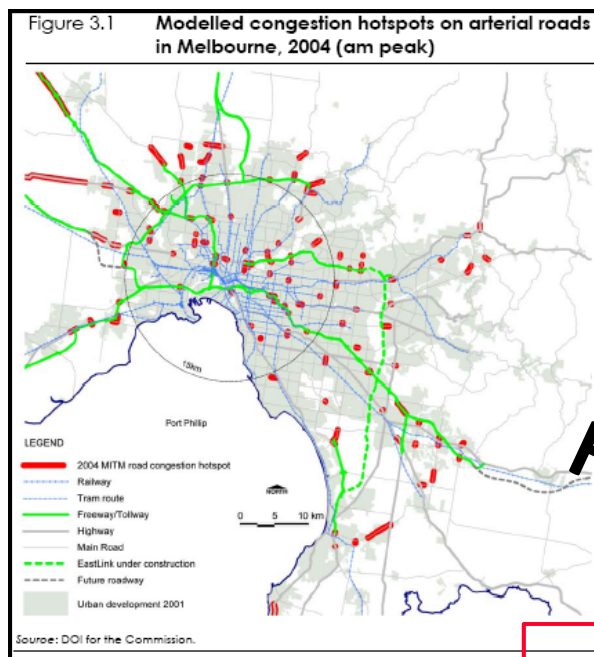 Figure 3.1 Modelled congestion hotspots on arterial roads
in Melbourne, 2004 (am peak)
15km
Port Phillip
LEGEND
2004 MITM road congestion hotspot
Railway
Tram route
Freeway/Tollway
Highway
Main Road
EastLink under construction
Future roadway
Urban development 2001
NORTH
0 5 10 km
Source: DOI for the Commission.